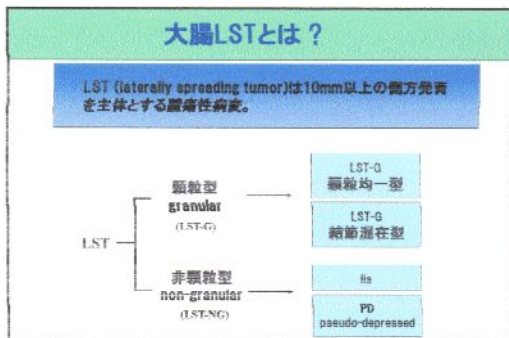 大腸LSTとは？
LST (laterally spreading tumor)は10mm以上の側方発育
を主体とする腫瘍性病変。
LST
顆粒型
granular
(LST-G)
LST-G
顆粒均一型
LST-G
結節混在型
非顆粒型
non-granular
(LST-NG)
PD
pseudo-depressed